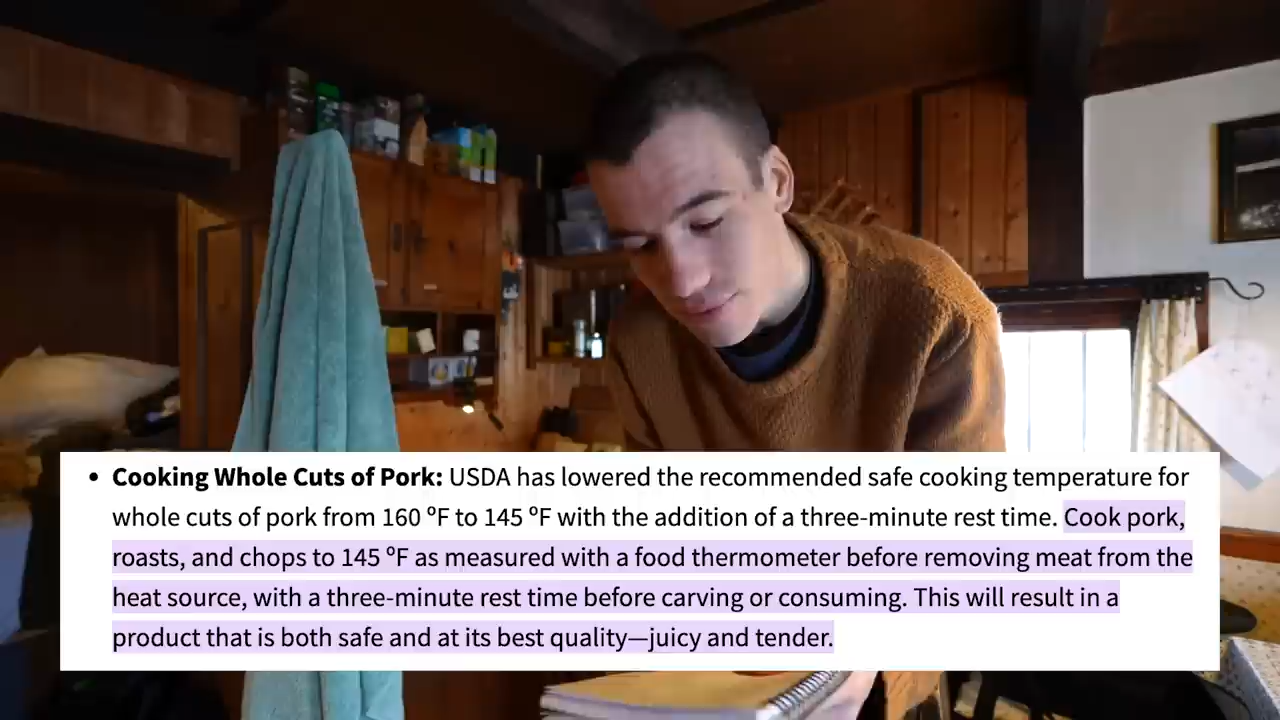 • Cooking Whole Cuts of Pork: USDA has lowered the recommended safe cooking temperature for
whole cuts of pork from 160 ºF to 145 ºF with the addition of a three-minute rest time. Cook pork,
roasts, and chops to 145 ºF as measured with a food thermometer before removing meat from the
heat source, with a three-minute rest time before carving or consuming. This will result in a
product that is both safe and at its best quality—juicy and tender.